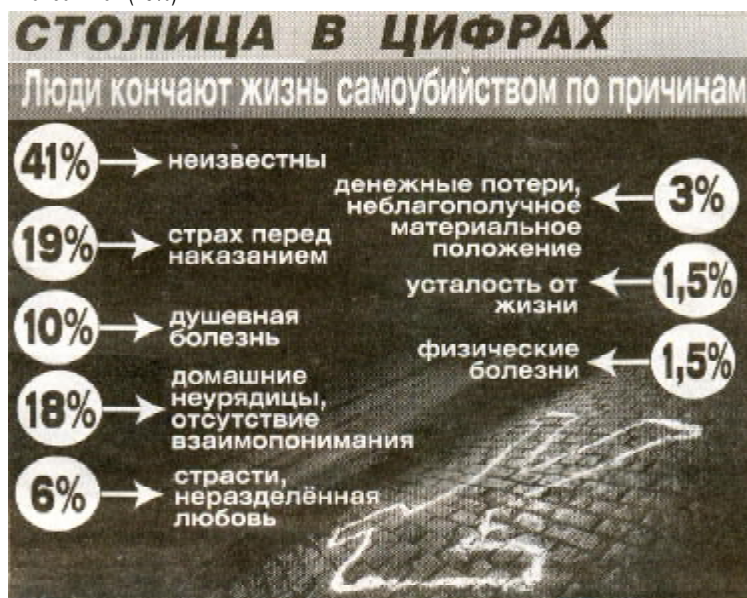 СТОЛИЦА В ЦИФРАХ
Люди кончают жизнь самоубийством по причинам
41%
неизвестны
19%
страх перед
наказанием
10%
душевная
болезнь
18%
домашние
неурядицы,
отсутствие
взаимопонимания
6%
страсти,
неразделённая
любовь
денежные потери,
неблагополучное
материальное
положение
3%
усталость от
жизни
1,5%
физические
болезни
1,5%